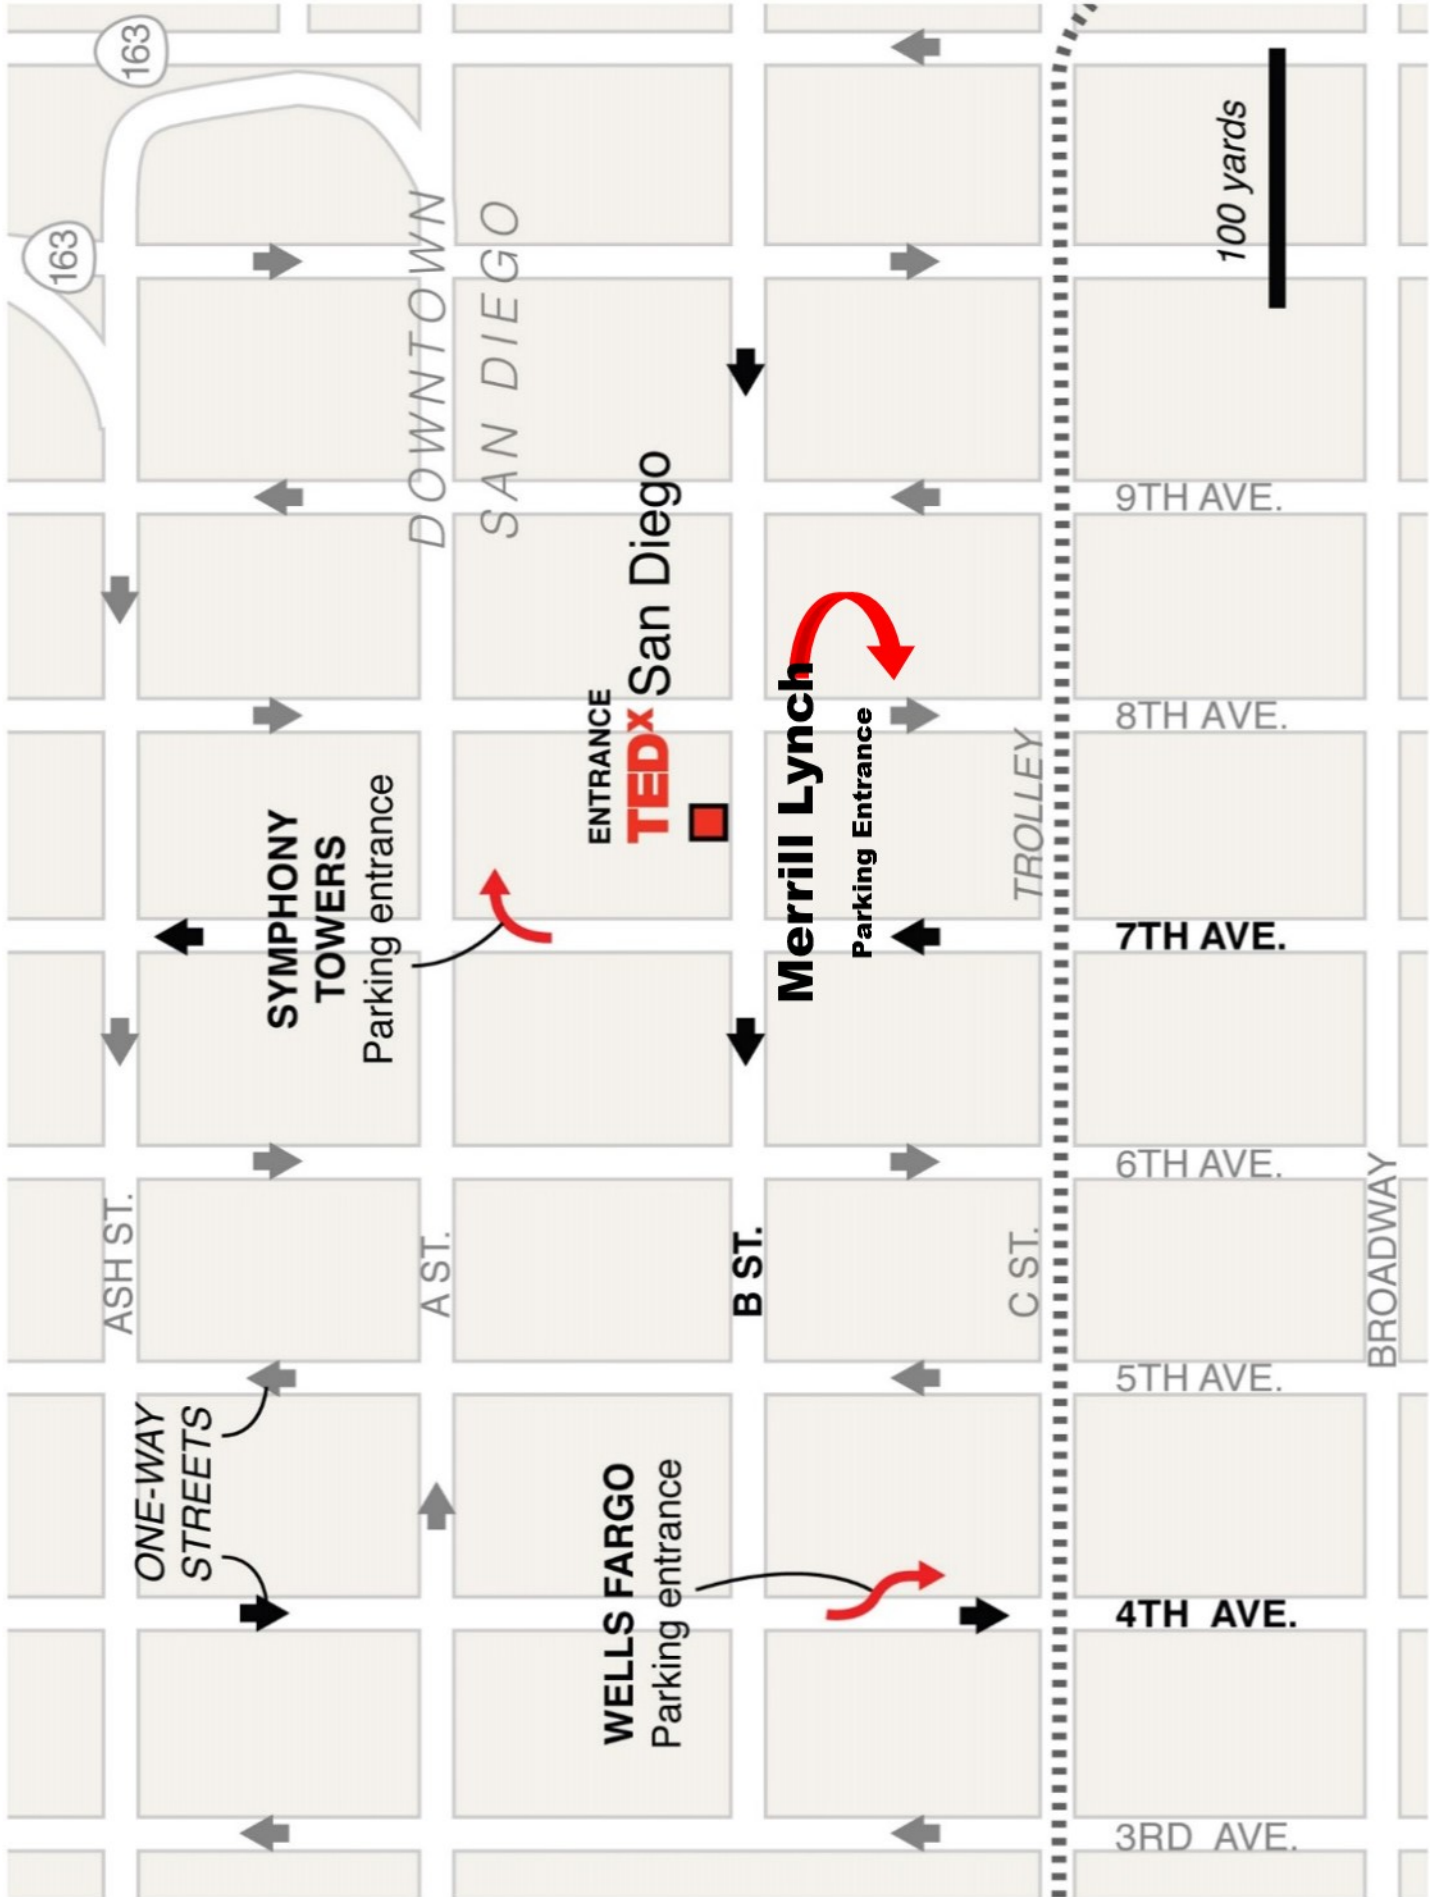 163
163
DOWNTOWN
SAN DIEGO
100 yards
9TH AVE.
ENTRANCE
TEDx San Diego
Merrill Lynch
Parking Entrance
8TH AVE.
TROLLEY
SYMPHONY
TOWERS
Parking entrance
7TH AVE.
6TH AVE.
ASH ST.
A ST.
B ST.
C ST.
BROADWAY
5TH AVE.
ONE-WAY
STREETS
WELLS FARGO
Parking entrance
4TH AVE.
3RD AVE.